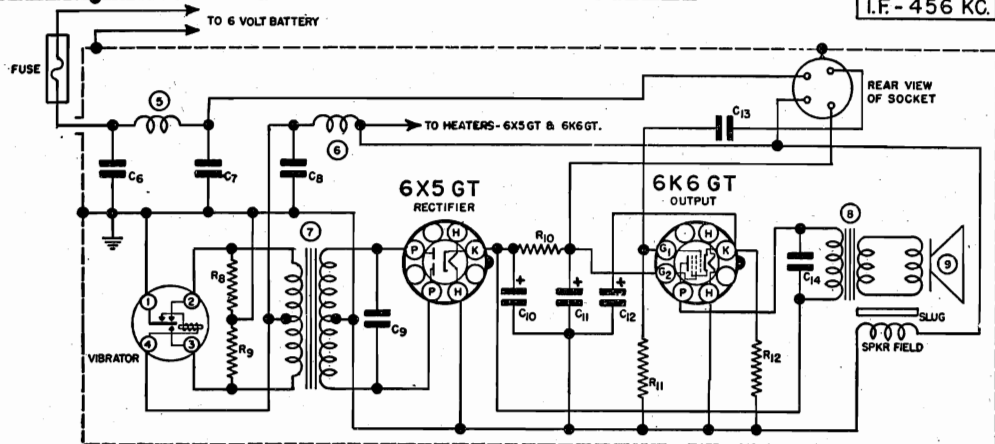 I.F. - 456 KC.
TO 6 VOLT BATTERY
FUSE
5
REAR VIEW
OF SOCKET
C13
TO HEATERS - 6X5GT & 6K6GT.
6
C6
C7
C8
6X5 GT
RECTIFIER
6K6 GT
OUTPUT
7
8
P
H
K
P
H
R10
G1
G2
H
K
P
H
R8
R9
C9
C10
C11
C12
C14
9
1
2
4
3
VIBRATOR
SLUG
SPKR FIELD
R11
R12